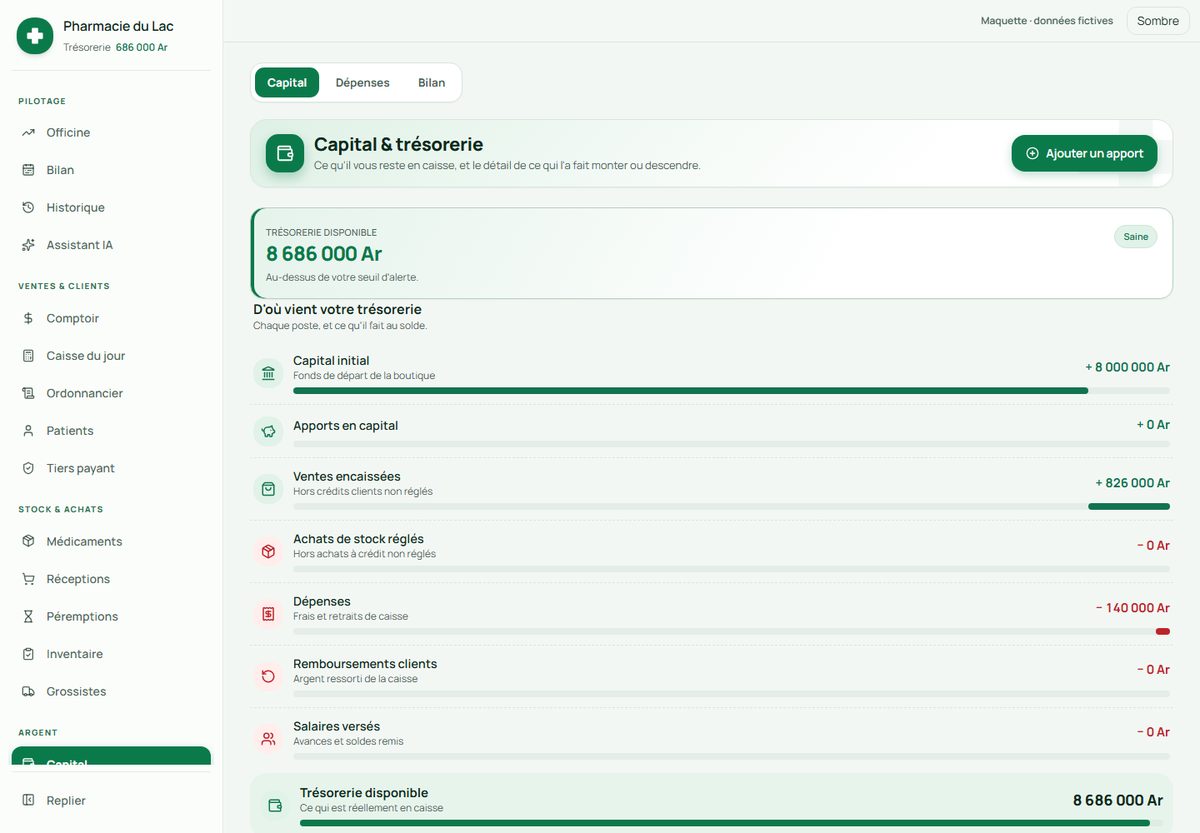 Pharmacie du Lac
Trésorerie 686 000 Ar
PILOTAGE
Officine
Bilan
Historique
Assistant IA
VENTES & CLIENTS
Comptoir
Caisse du jour
Ordonnancier
Patients
Tiers payant
STOCK & ACHATS
Médicaments
Réceptions
Péremptions
Inventaire
Grossistes
ARGENT
Capital
Replier
Maquette · données fictives
Sombre
Capital
Dépenses
Bilan
Capital & trésorerie
Ce qu'il vous reste en caisse, et le détail de ce qui l'a fait monter ou descendre.
Ajouter un apport
TRÉSORERIE DISPONIBLE
8 686 000 Ar
Au-dessus de votre seuil d'alerte.
Saine
D'où vient votre trésorerie
Chaque poste, et ce qu'il fait au solde.
Capital initial
Fonds de départ de la boutique
+ 8 000 000 Ar
Apports en capital
+ 0 Ar
Ventes encaissées
Hors crédits clients non réglés
+ 826 000 Ar
Achats de stock réglés
Hors achats à crédit non réglés
− 0 Ar
Dépenses
Frais et retraits de caisse
− 140 000 Ar
Remboursements clients
Argent ressorti de la caisse
− 0 Ar
Salaires versés
Avances et soldes remis
− 0 Ar
Trésorerie disponible
Ce qui est réellement en caisse
8 686 000 Ar